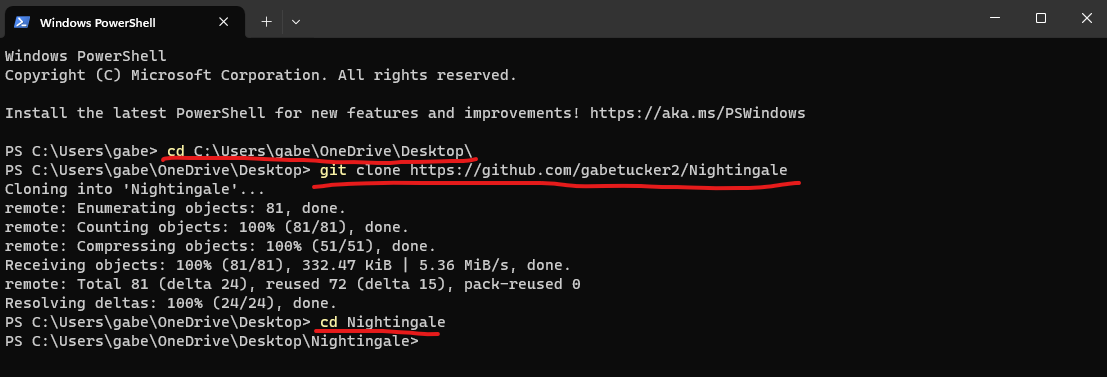 Windows PowerShell
Windows PowerShell
Copyright (C) Microsoft Corporation. All rights reserved.
Install the latest PowerShell for new features and improvements! https://aka.ms/PSWindows
PS C:\Users\gabe> cd C:\Users\gabe\OneDrive\Desktop\
PS C:\Users\gabe\OneDrive\Desktop> git clone https://github.com/gabetucker2/Nightingale
Cloning into 'Nightingale'...
remote: Enumerating objects: 81, done.
remote: Counting objects: 100% (81/81), done.
remote: Compressing objects: 100% (51/51), done.
Receiving objects: 100% (81/81), 332.47 KiB | 5.36 MiB/s, done.
remote: Total 81 (delta 24), reused 72 (delta 15), pack-reused 0
Resolving deltas: 100% (24/24), done.
PS C:\Users\gabe\OneDrive\Desktop> cd Nightingale
PS C:\Users\gabe\OneDrive\Desktop\Nightingale>